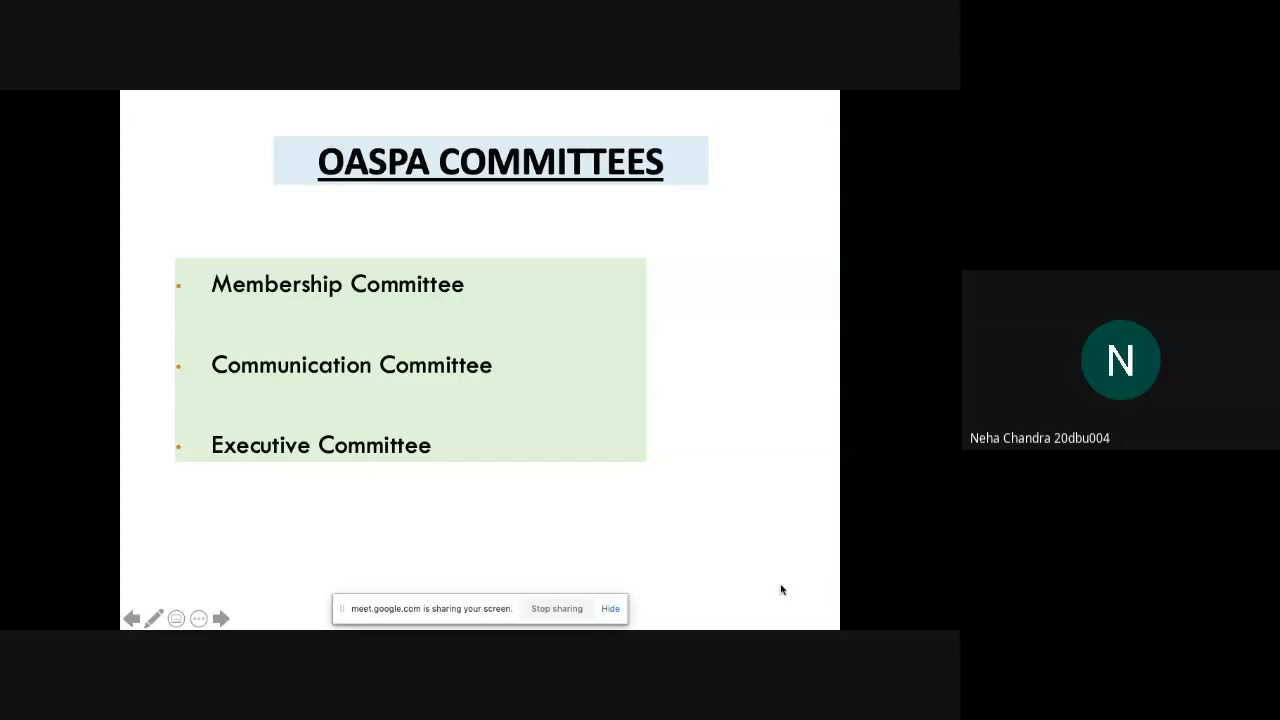 OASPA COMMITTEES
• Membership Committee
• Communication Committee
• Executive Committee
N
Neha Chandra 20dbu004
meet.google.com is sharing your screen. Stop sharing Hide